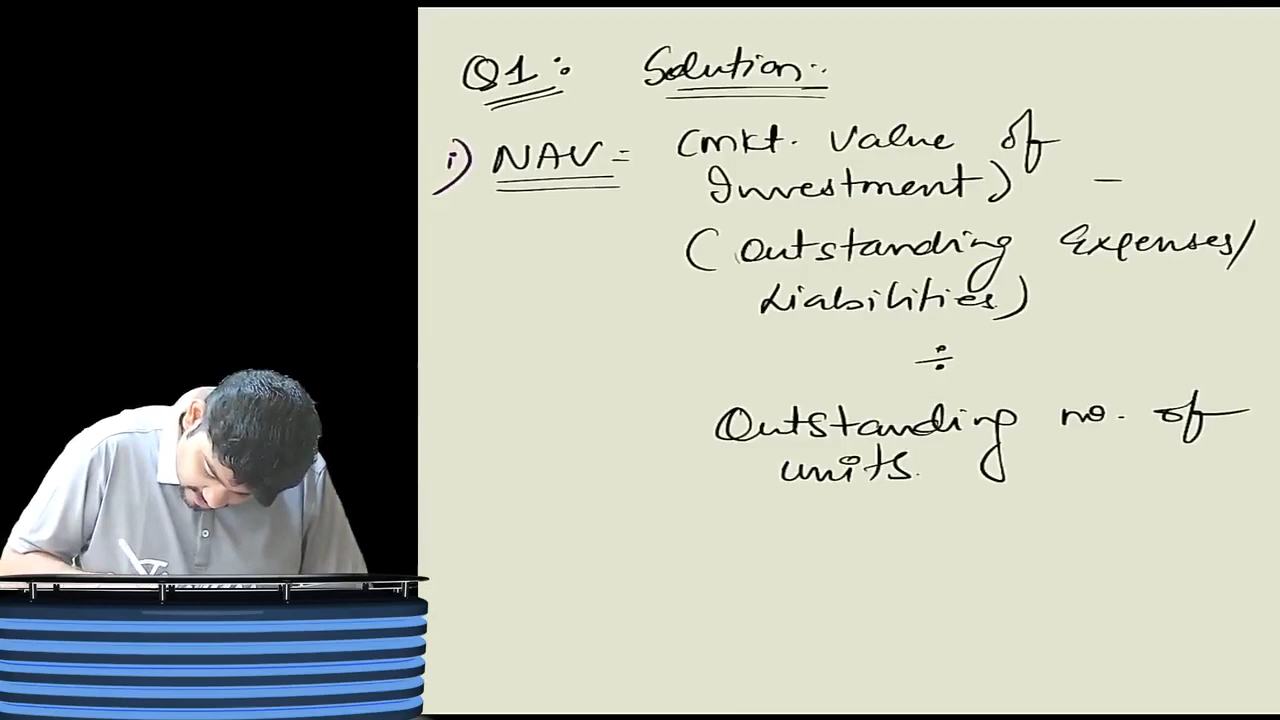 Q1: Solution:
i) NAV = (mkt. value of
Investment) -
(Outstanding Expenses/
Liabilities)
÷
Outstanding no. of
units.